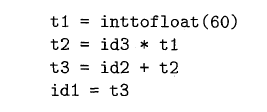 t1 = inttofloat(60)
t2 = id3 * t1
t3 = id2 + t2
id1 = t3